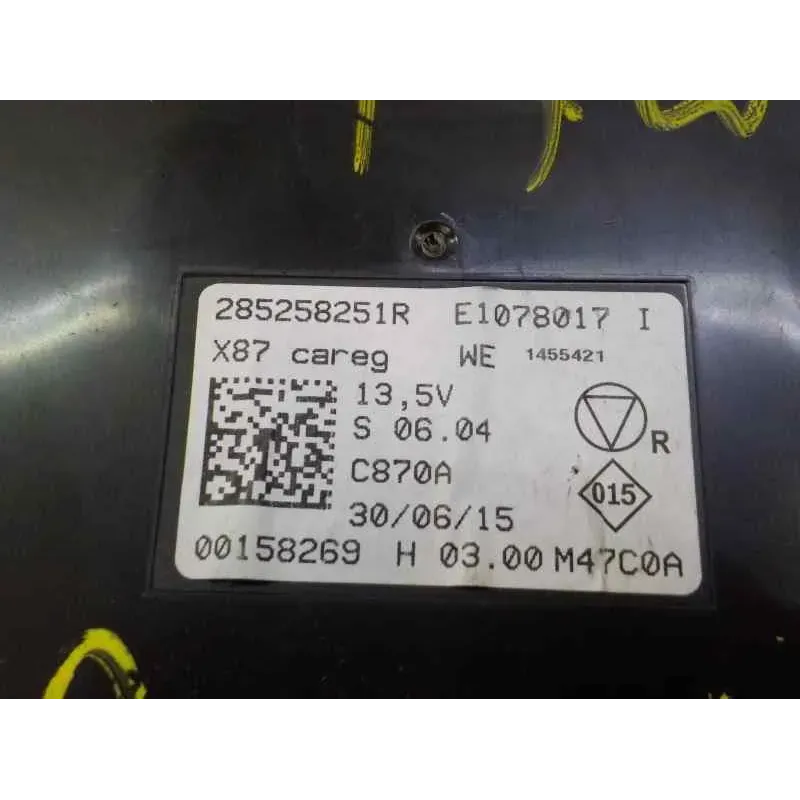 285258251R E1078017 I
X87 careg WE 1455421
13,5V
S 06.04
R
C870A
015
30/06/15
00158269 H 03.00 M47C0A